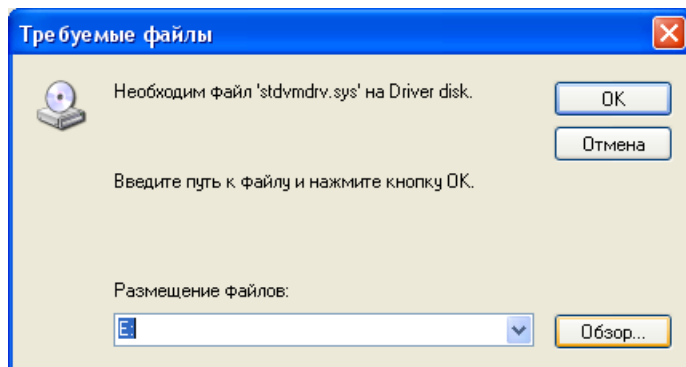 Требуемые файлы
Необходим файл 'stdvmdrv.sys' на Driver disk.
OK
Отмена
Введите путь к файлу и нажмите кнопку OK.
Размещение файлов:
E:
Обзор...